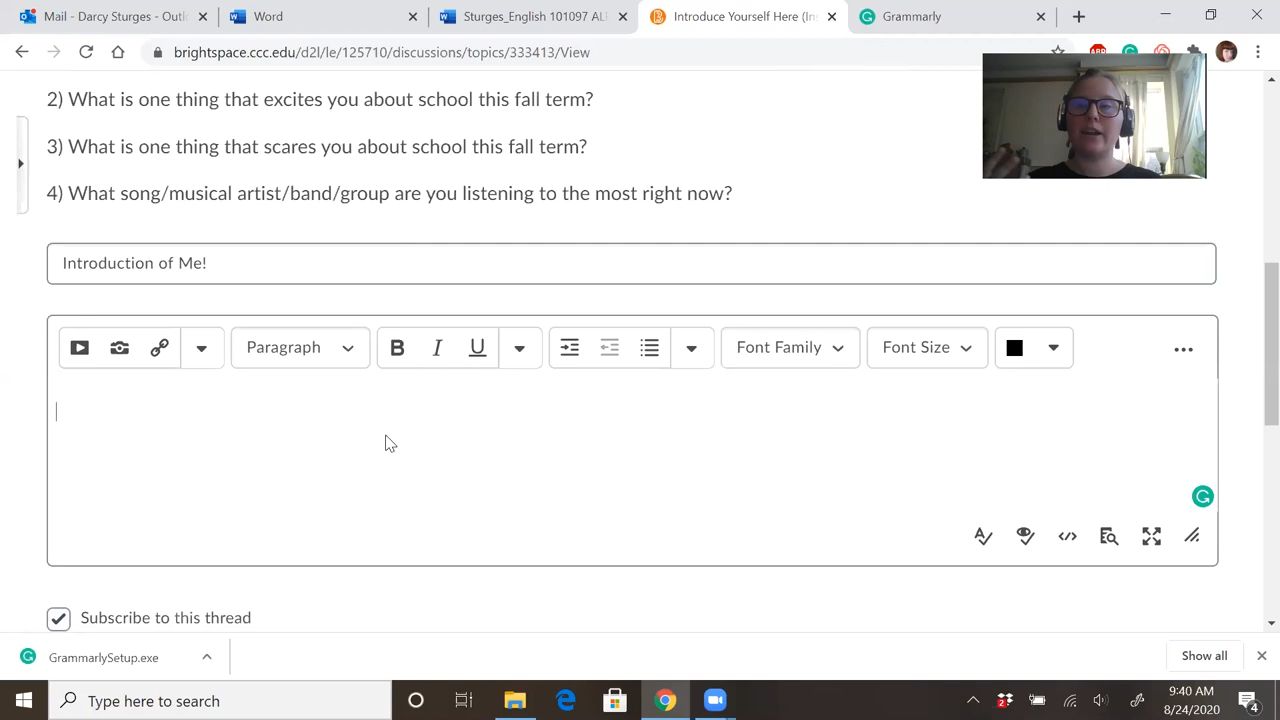 Mail - Darcy Sturges - Outl
Word
Sturges_English 101097 AL
Introduce Yourself Here (In
Grammarly
brightspace.ccc.edu/d2l/le/125710/discussions/topics/333413/View
ABP
2) What is one thing that excites you about school this fall term?
3) What is one thing that scares you about school this fall term?
4) What song/musical artist/band/group are you listening to the most right now?
Introduction of Me!
Paragraph
B I U
Font Family
Font Size
Subscribe to this thread
GrammarlySetup.exe
Show all
Type here to search
2
9:40 AM
8/24/2020
4